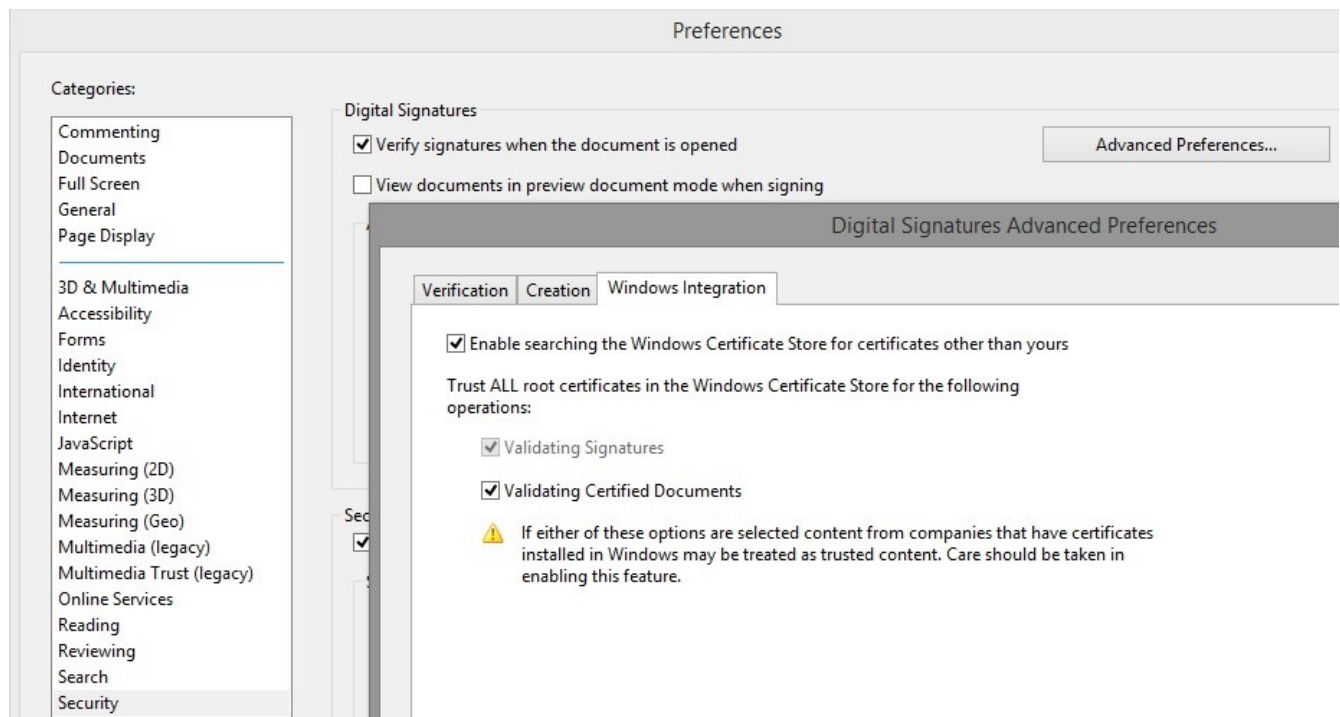 Preferences
Categories:
Commenting
Documents
Full Screen
General
Page Display
3D & Multimedia
Accessibility
Forms
Identity
International
Internet
JavaScript
Measuring (2D)
Measuring (3D)
Measuring (Geo)
Multimedia (legacy)
Multimedia Trust (legacy)
Online Services
Reading
Reviewing
Search
Security
Digital Signatures
Verify signatures when the document is opened
Advanced Preferences...
View documents in preview document mode when signing
Digital Signatures Advanced Preferences
Verification
Creation
Windows Integration
Enable searching the Windows Certificate Store for certificates other than yours
Trust ALL root certificates in the Windows Certificate Store for the following
operations:
Validating Signatures
Validating Certified Documents
If either of these options are selected content from companies that have certificates
installed in Windows may be treated as trusted content. Care should be taken in
enabling this feature.
Sec